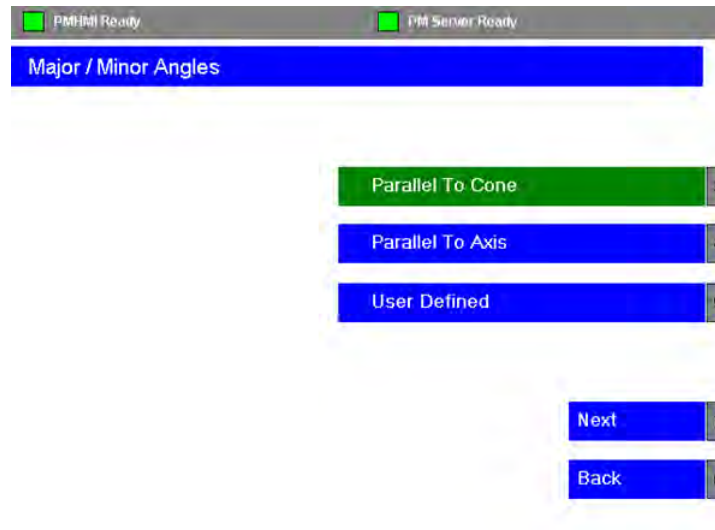 PMHMI Ready
PM Server Ready
Major / Minor Angles
Parallel To Cone
Parallel To Axis
User Defined
Next
Back